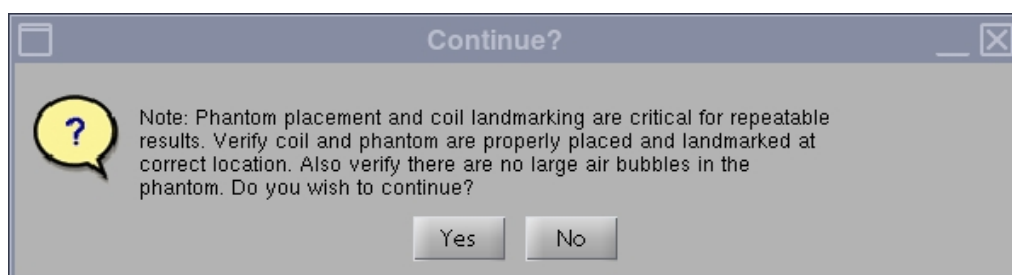 Continue?
?
Note: Phantom placement and coil landmarking are critical for repeatable
results. Verify coil and phantom are properly placed and landmarked at
correct location. Also verify there are no large air bubbles in the
phantom. Do you wish to continue?
Yes No